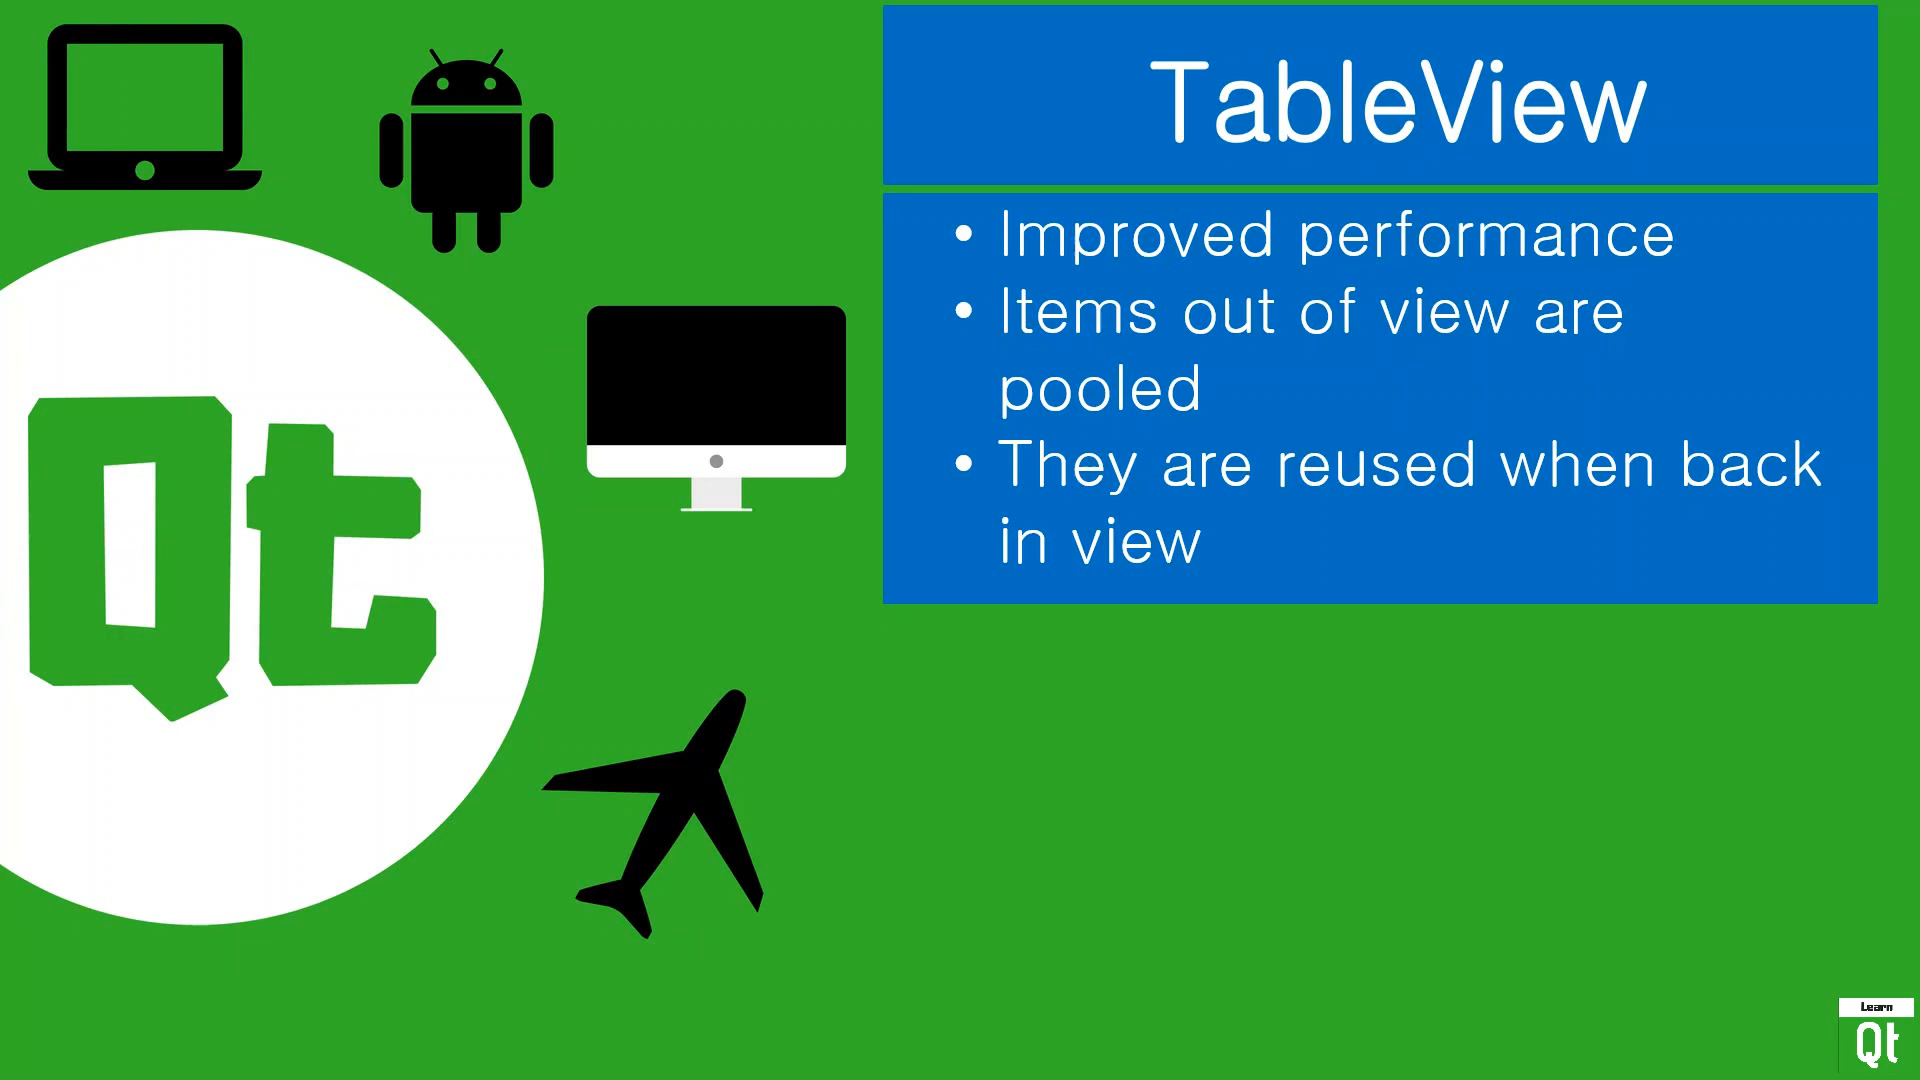 TableView
• Improved performance
• Items out of view are
pooled
• They are reused when back
in view
Qt
Learn
Qt